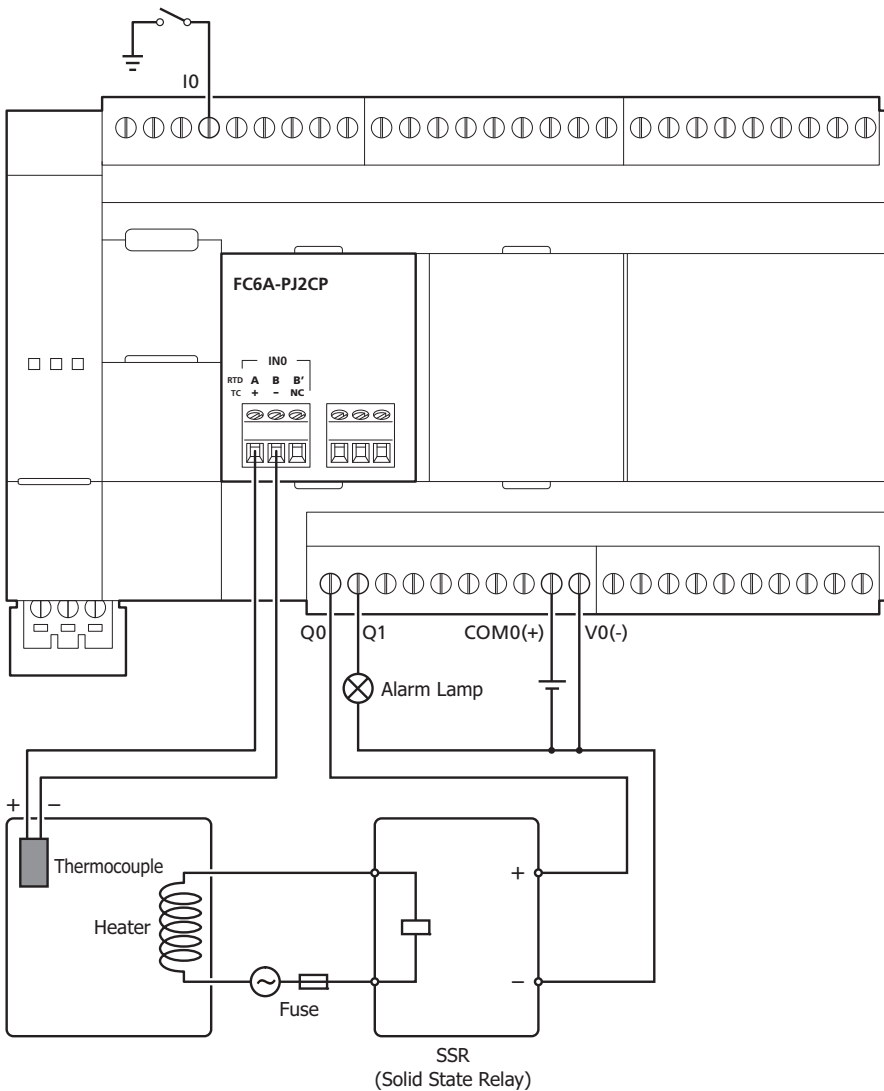 I0
FC6A-PJ2CP
IN0
RTD A B B'
TC + − NC
Q0 Q1 COM0(+) V0(-)
Alarm Lamp
+ −
Thermocouple
+
Heater
−
Fuse
SSR
(Solid State Relay)